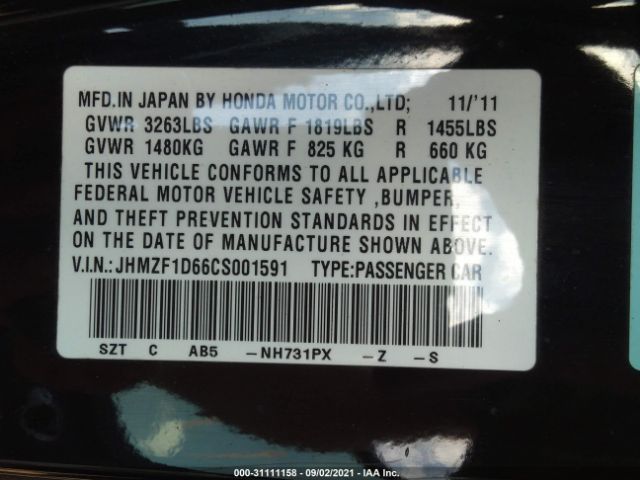 MFD.IN JAPAN BY HONDA MOTOR CO.,LTD; 11/'11
GVWR 3263LBS GAWR F 1819LBS R 1455LBS
GVWR 1480KG GAWR F 825 KG R 660 KG
THIS VEHICLE CONFORMS TO ALL APPLICABLE
FEDERAL MOTOR VEHICLE SAFETY ,BUMPER,
AND THEFT PREVENTION STANDARDS IN EFFECT
ON THE DATE OF MANUFACTURE SHOWN ABOVE.
V.I.N.:JHMZF1D66CS001591 TYPE:PASSENGER CAR
SZT C AB5 -NH731PX -Z -S
000-31111158 - 09/02/2021 - IAA Inc.